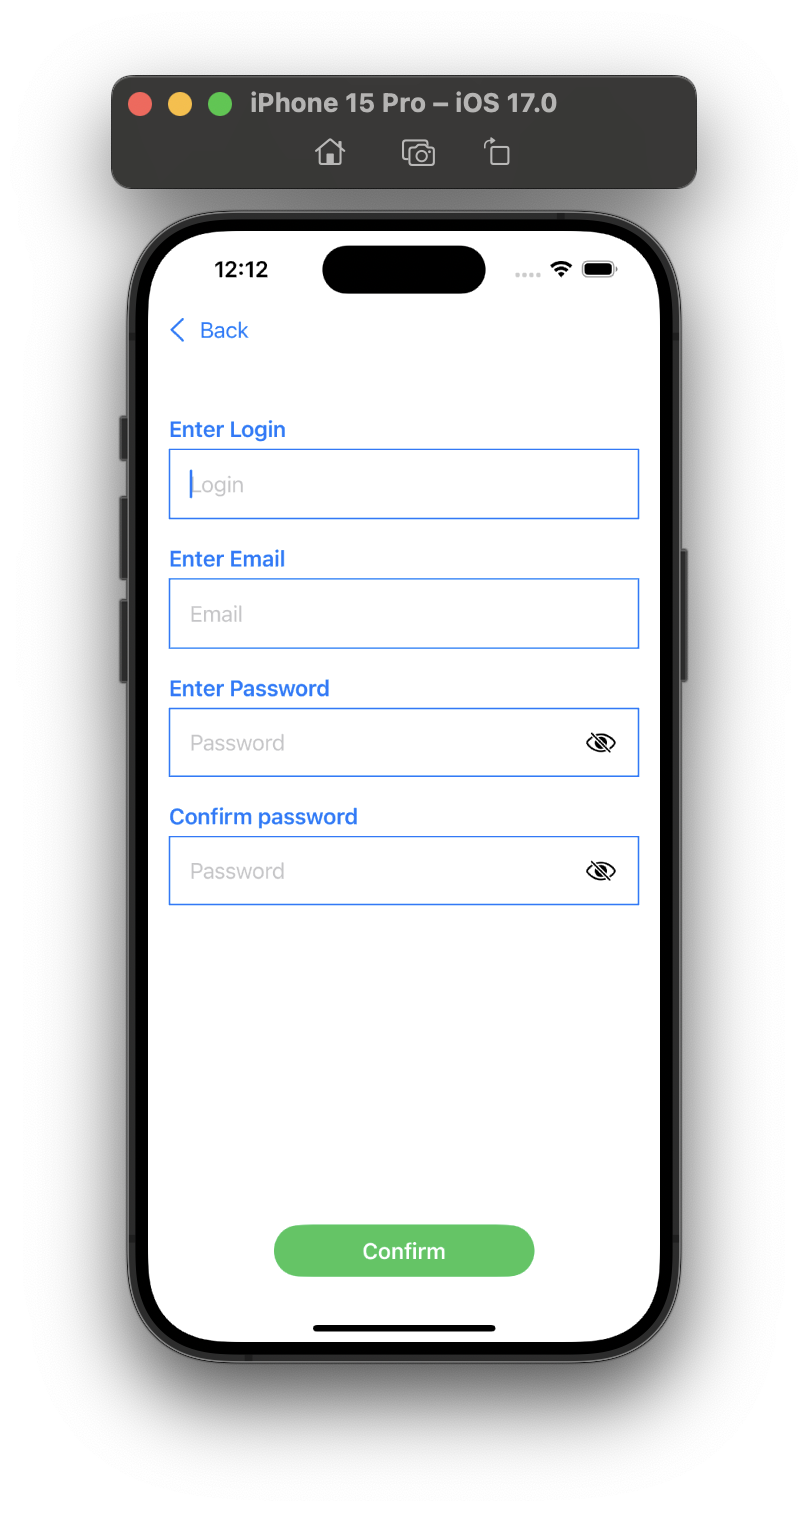 iPhone 15 Pro – iOS 17.0
12:12
Back
Enter Login
Login
Enter Email
Email
Enter Password
Password
Confirm password
Password
Confirm